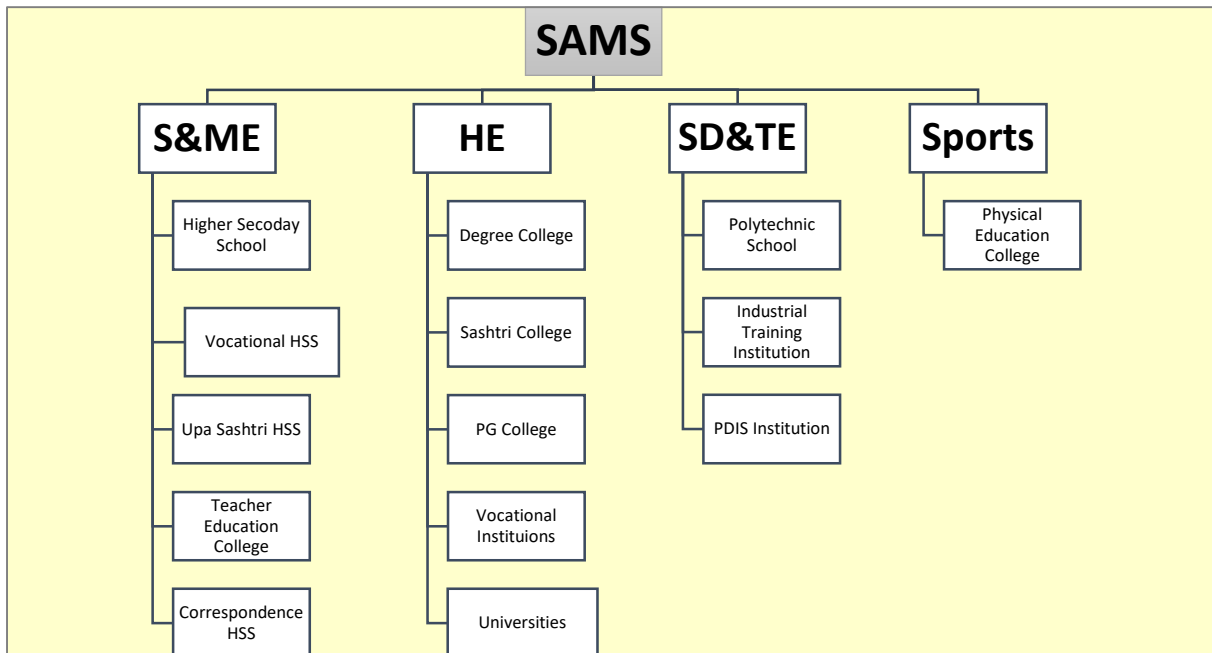 SAMS
S&ME
HE
SD&TE
Sports
Higher Secoday
School
Vocational HSS
Upa Sashtri HSS
Teacher
Education
College
Correspondence
HSS
Degree College
Sashtri College
PG College
Vocational
Instituions
Universities
Polytechnic
School
Industrial
Training
Institution
PDIS Institution
Physical
Education
College